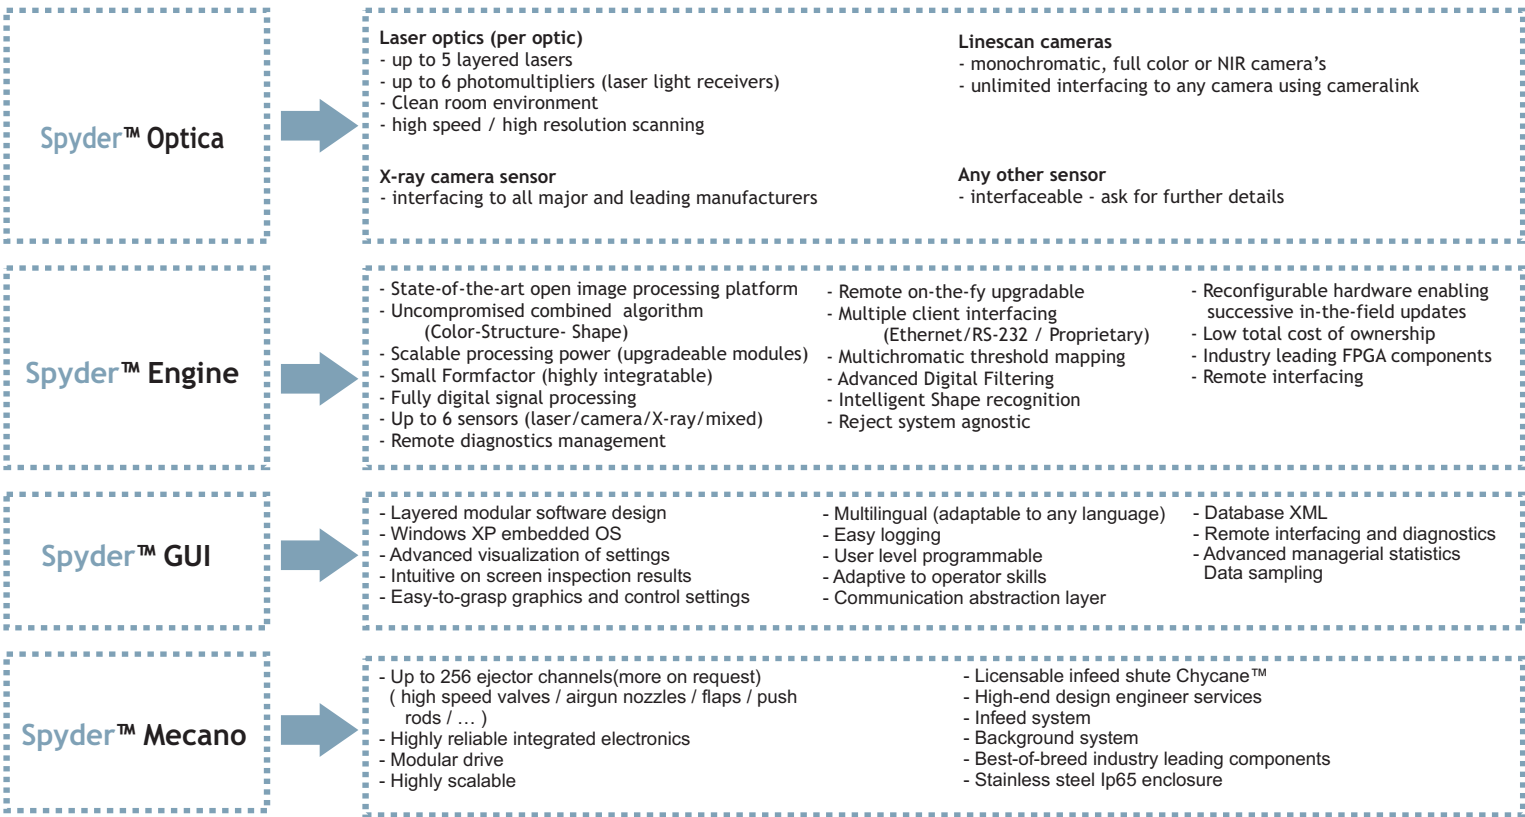 Spyder™ Optica
Laser optics (per optic)
- up to 5 layered lasers
- up to 6 photomultipliers (laser light receivers)
- Clean room environment
- high speed / high resolution scanning
X-ray camera sensor
- interfacing to all major and leading manufacturers
Linescan cameras
- monochromatic, full color or NIR camera's
- unlimited interfacing to any camera using cameralink
Any other sensor
- interfaceable - ask for further details
Spyder™ Engine
- State-of-the-art open image processing platform
- Uncompromised combined algorithm
(Color-Structure- Shape)
- Scalable processing power (upgradeable modules)
- Small Formfactor (highly integratable)
- Fully digital signal processing
- Up to 6 sensors (laser/camera/X-ray/mixed)
- Remote diagnostics management
- Remote on-the-fy upgradable
- Multiple client interfacing
(Ethernet/RS-232 / Proprietary)
- Multichromatic threshold mapping
- Advanced Digital Filtering
- Intelligent Shape recognition
- Reject system agnostic
- Reconfigurable hardware enabling
successive in-the-field updates
- Low total cost of ownership
- Industry leading FPGA components
- Remote interfacing
Spyder™ GUI
- Layered modular software design
- Windows XP embedded OS
- Advanced visualization of settings
- Intuitive on screen inspection results
- Easy-to-grasp graphics and control settings
- Multilingual (adaptable to any language)
- Easy logging
- User level programmable
- Adaptive to operator skills
- Communication abstraction layer
- Database XML
- Remote interfacing and diagnostics
- Advanced managerial statistics
Data sampling
Spyder™ Mecano
- Up to 256 ejector channels(more on request)
( high speed valves / airgun nozzles / flaps / push
rods / … )
- Highly reliable integrated electronics
- Modular drive
- Highly scalable
- Licensable infeed shute Chycane™
- High-end design engineer services
- Infeed system
- Background system
- Best-of-breed industry leading components
- Stainless steel Ip65 enclosure